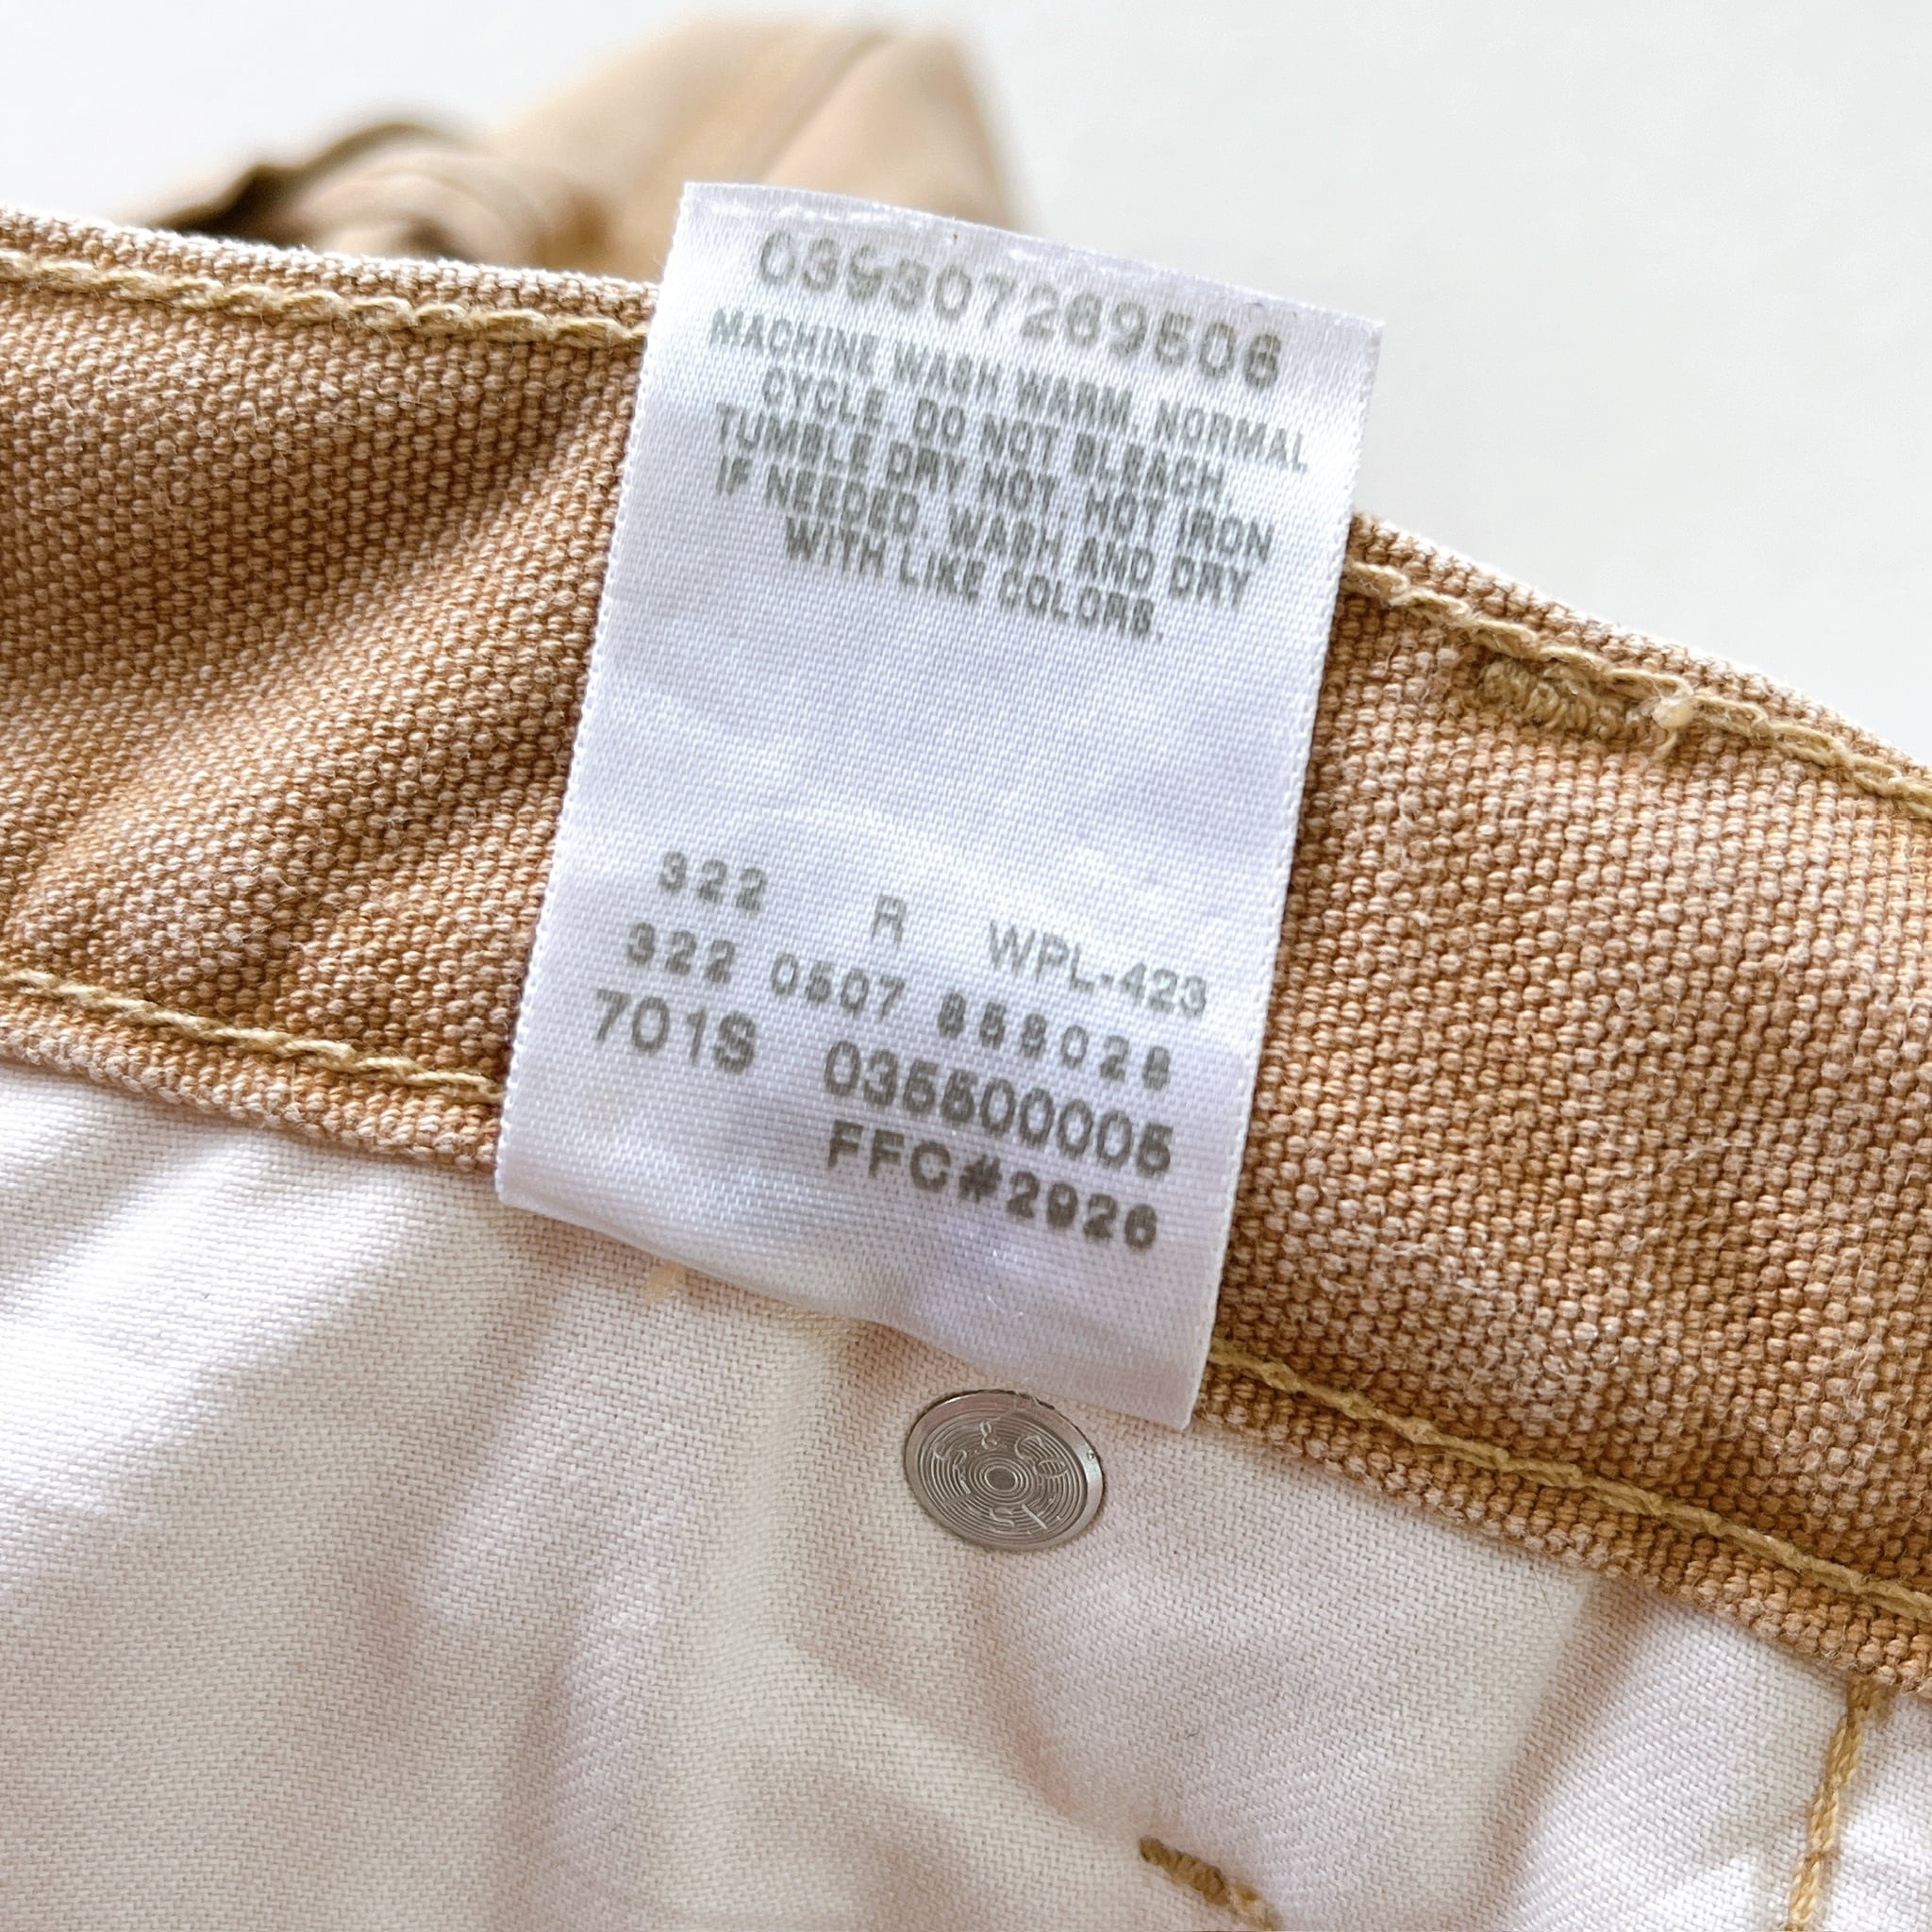 039307269506
MACHINE WASH WARM, NORMAL
CYCLE. DO NOT BLEACH.
TUMBLE DRY HOT. HOT IRON
IF NEEDED. WASH AND DRY
WITH LIKE COLORS.
322 R WPL-423
322 0507 858028
701S 035500005
FFC#2926